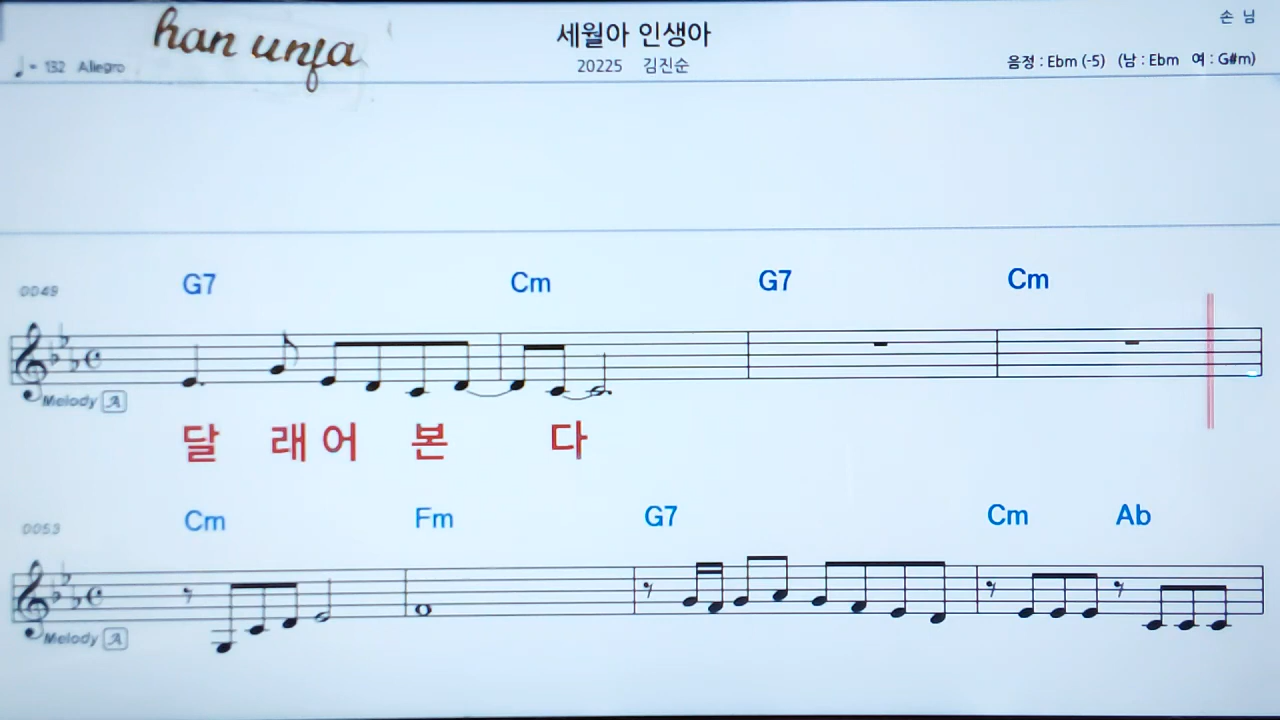 han unja
세월아 인생아
손 님
♩ = 132 Allegro
20225 김진순
음정 : Ebm (-5) (남 : Ebm 여 : G#m)
0049
G7 Cm G7 Cm
Melody A
달 래 어 본 다
0053
Cm Fm G7 Cm Ab
Melody A